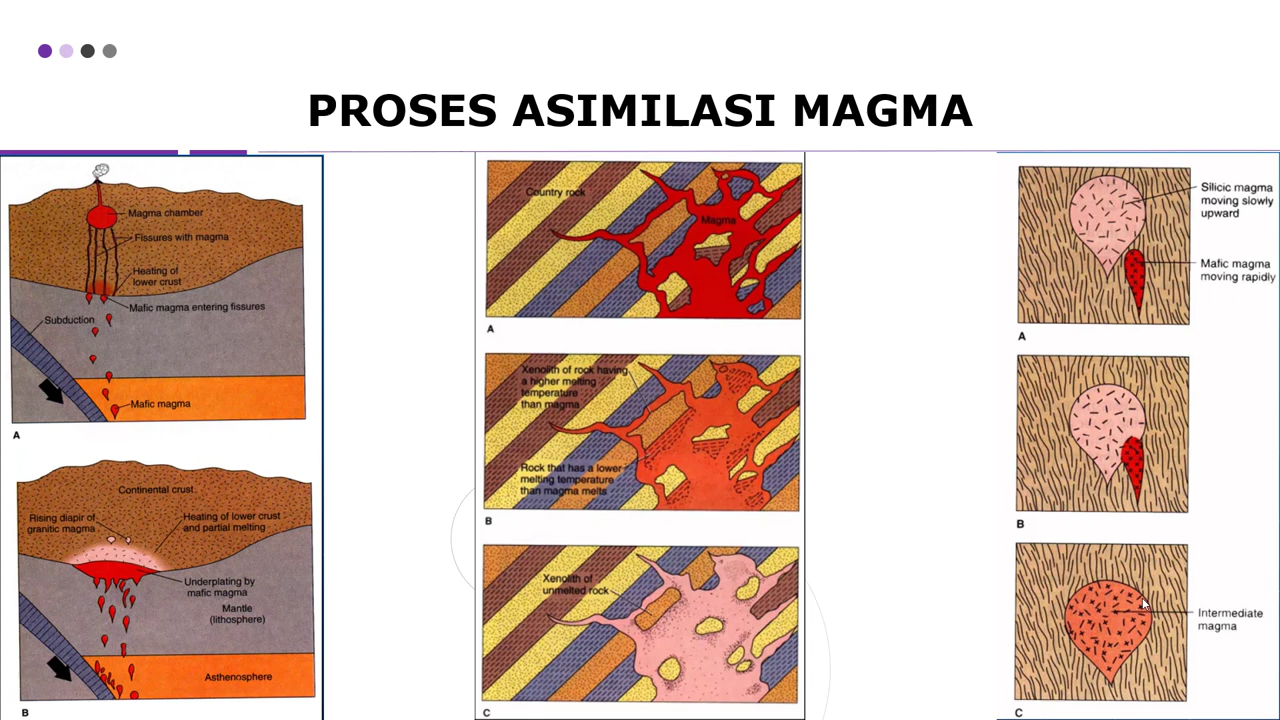 PROSES ASIMILASI MAGMA
Magma chamber
Fissures with magma
Heating of
lower crust
Mafic magma entering fissures
Subduction
Mafic magma
A
Continental crust
Rising diapir of
granitic magma
Heating of lower crust
and partial melting
Underplating by
mafic magma
Mantle
(lithosphere)
Asthenosphere
B
Country rock
Magma
A
Xenolith of rock having
a higher melting
temperature
than magma
Rock that has a lower
melting temperature
than magma melts
B
Xenolith of
unmelted rock
C
Silicic magma
moving slowly
upward
Mafic magma
moving rapidly
A
B
Intermediate
magma
C